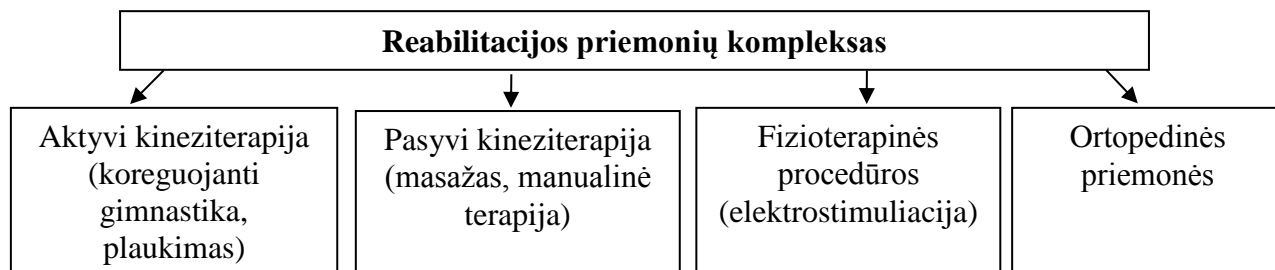 Reabilitacijos priemonių kompleksas
Aktyvi kineziterapija
(koreguojanti
gimnastika,
plaukimas)
Pasyvi kineziterapija
(masažas, manualinė
terapija)
Fizioterapinės
procedūros
(elektrostimuliacija)
Ortopedinės
priemonės